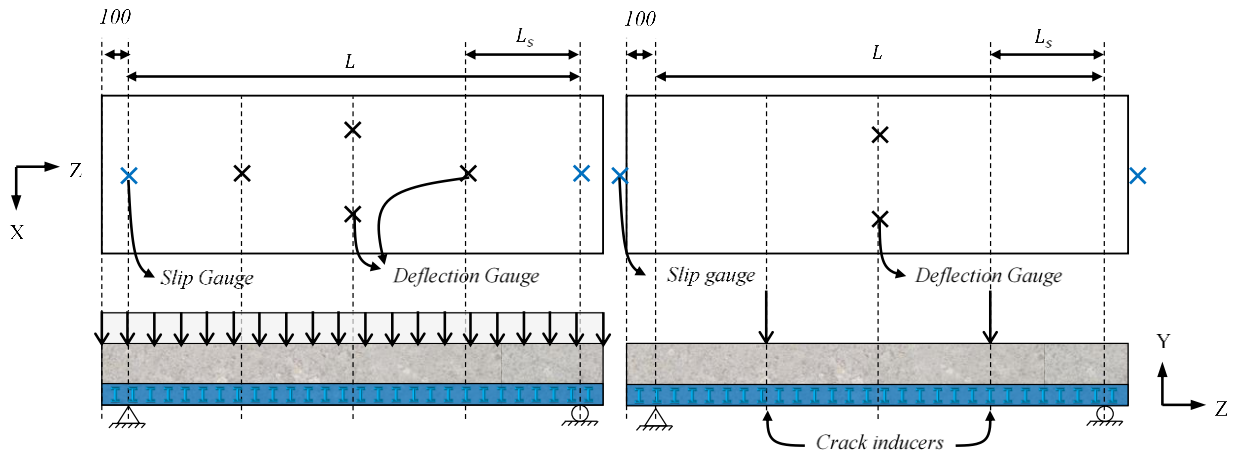 100
L_s
L
Z
X
Slip Gauge
Deflection Gauge
100
L_s
L
Slip gauge
Deflection Gauge
Y
Z
Crack inducers